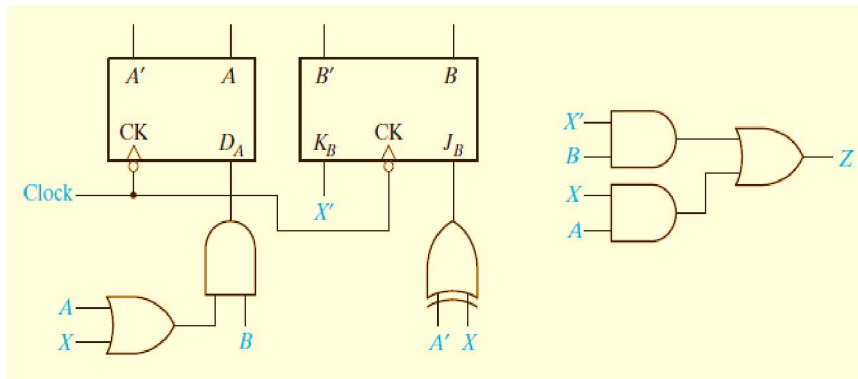 A′ A B′ B
CK D_A K_B CK J_B
Clock
X′
A
X
B
A′ X
X′
B
X
A
Z